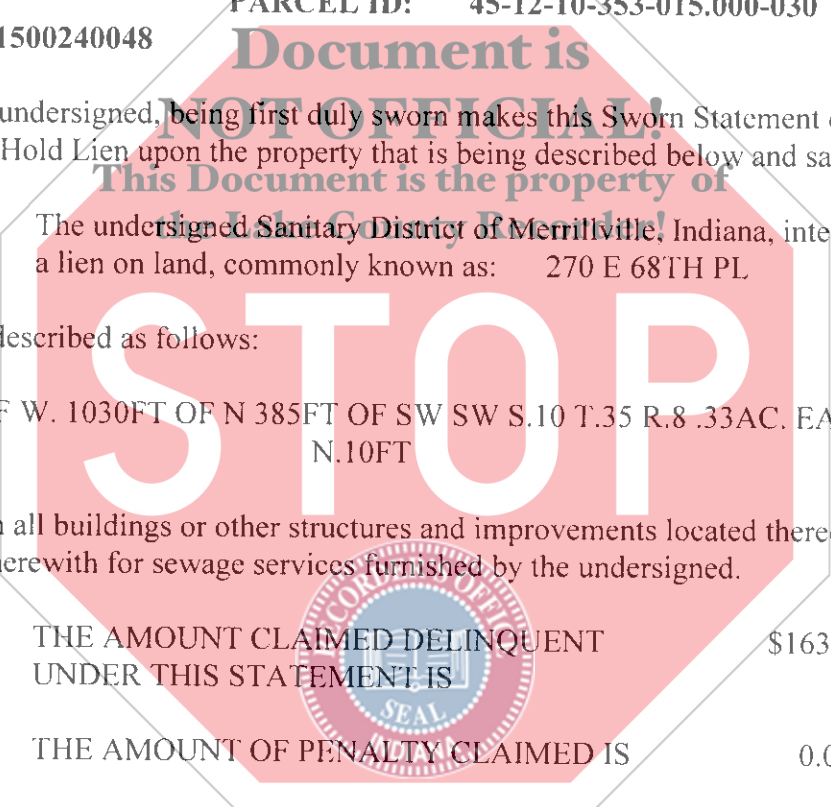 PARCEL ID: 45-12-10-353-015.000-030
1500240048
Document is
NOT OFFICIAL!
undersigned, being first duly sworn makes this Sworn Statement
Hold Lien upon the property that is being described below and sa
This Document is the property of
the Lake County Recorder!
The undersigned Sanitary District of Merrillville, Indiana, inte
a lien on land, commonly known as: 270 E 68TH PL
STOP
described as follows:
F W. 1030FT OF N 385FT OF SW SW S.10 T.35 R.8 .33AC. EA
N.10FT
all buildings or other structures and improvements located there
herewith for sewage services furnished by the undersigned.
RECORDER'S OFFICE
THE AMOUNT CLAIMED DELINQUENT $163
UNDER THIS STATEMENT IS
SEAL
INDIANA
THE AMOUNT OF PENALTY CLAIMED IS 0.0